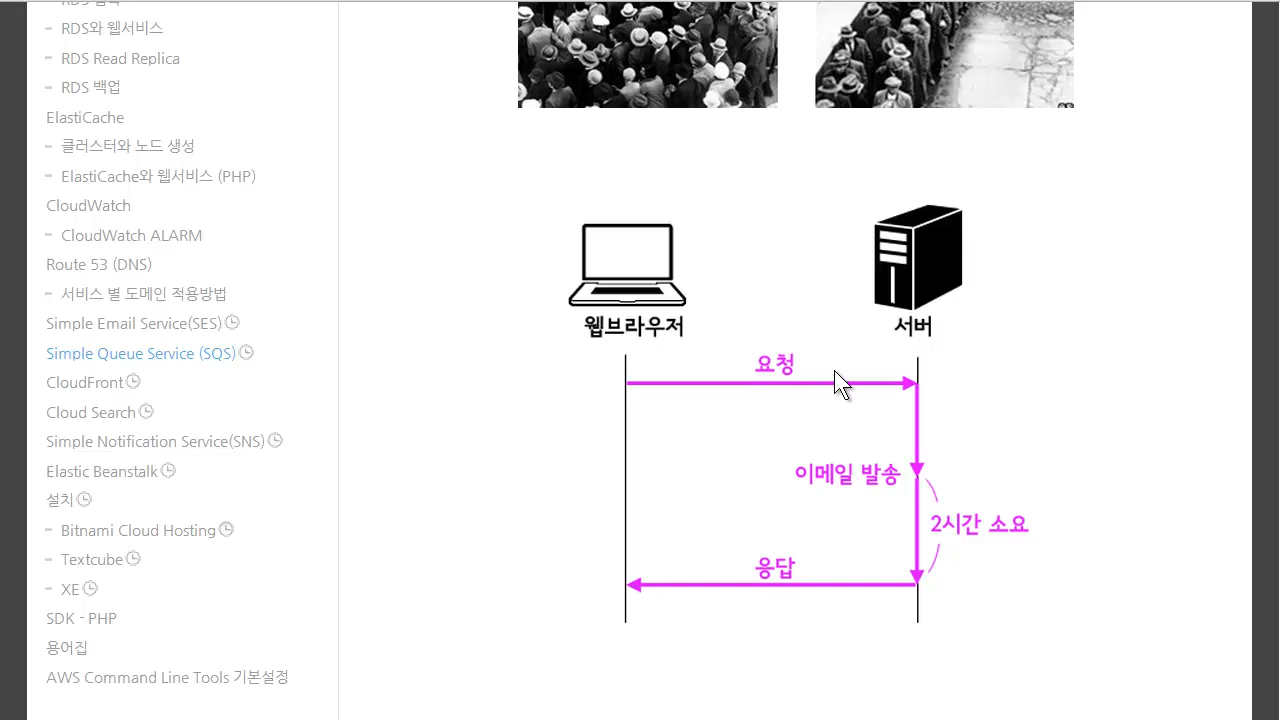 - RDS와 웹서비스
- RDS Read Replica
- RDS 백업
ElastiCache
- 클러스터와 노드 생성
- ElastiCache와 웹서비스 (PHP)
CloudWatch
- CloudWatch ALARM
Route 53 (DNS)
- 서비스 별 도메인 적용방법
Simple Email Service(SES)
Simple Queue Service (SQS)
CloudFront
Cloud Search
Simple Notification Service(SNS)
Elastic Beanstalk
설치
- Bitnami Cloud Hosting
- Textcube
- XE
SDK - PHP
용어집
AWS Command Line Tools 기본설정
웹브라우저
서버
요청
이메일 발송
2시간 소요
응답